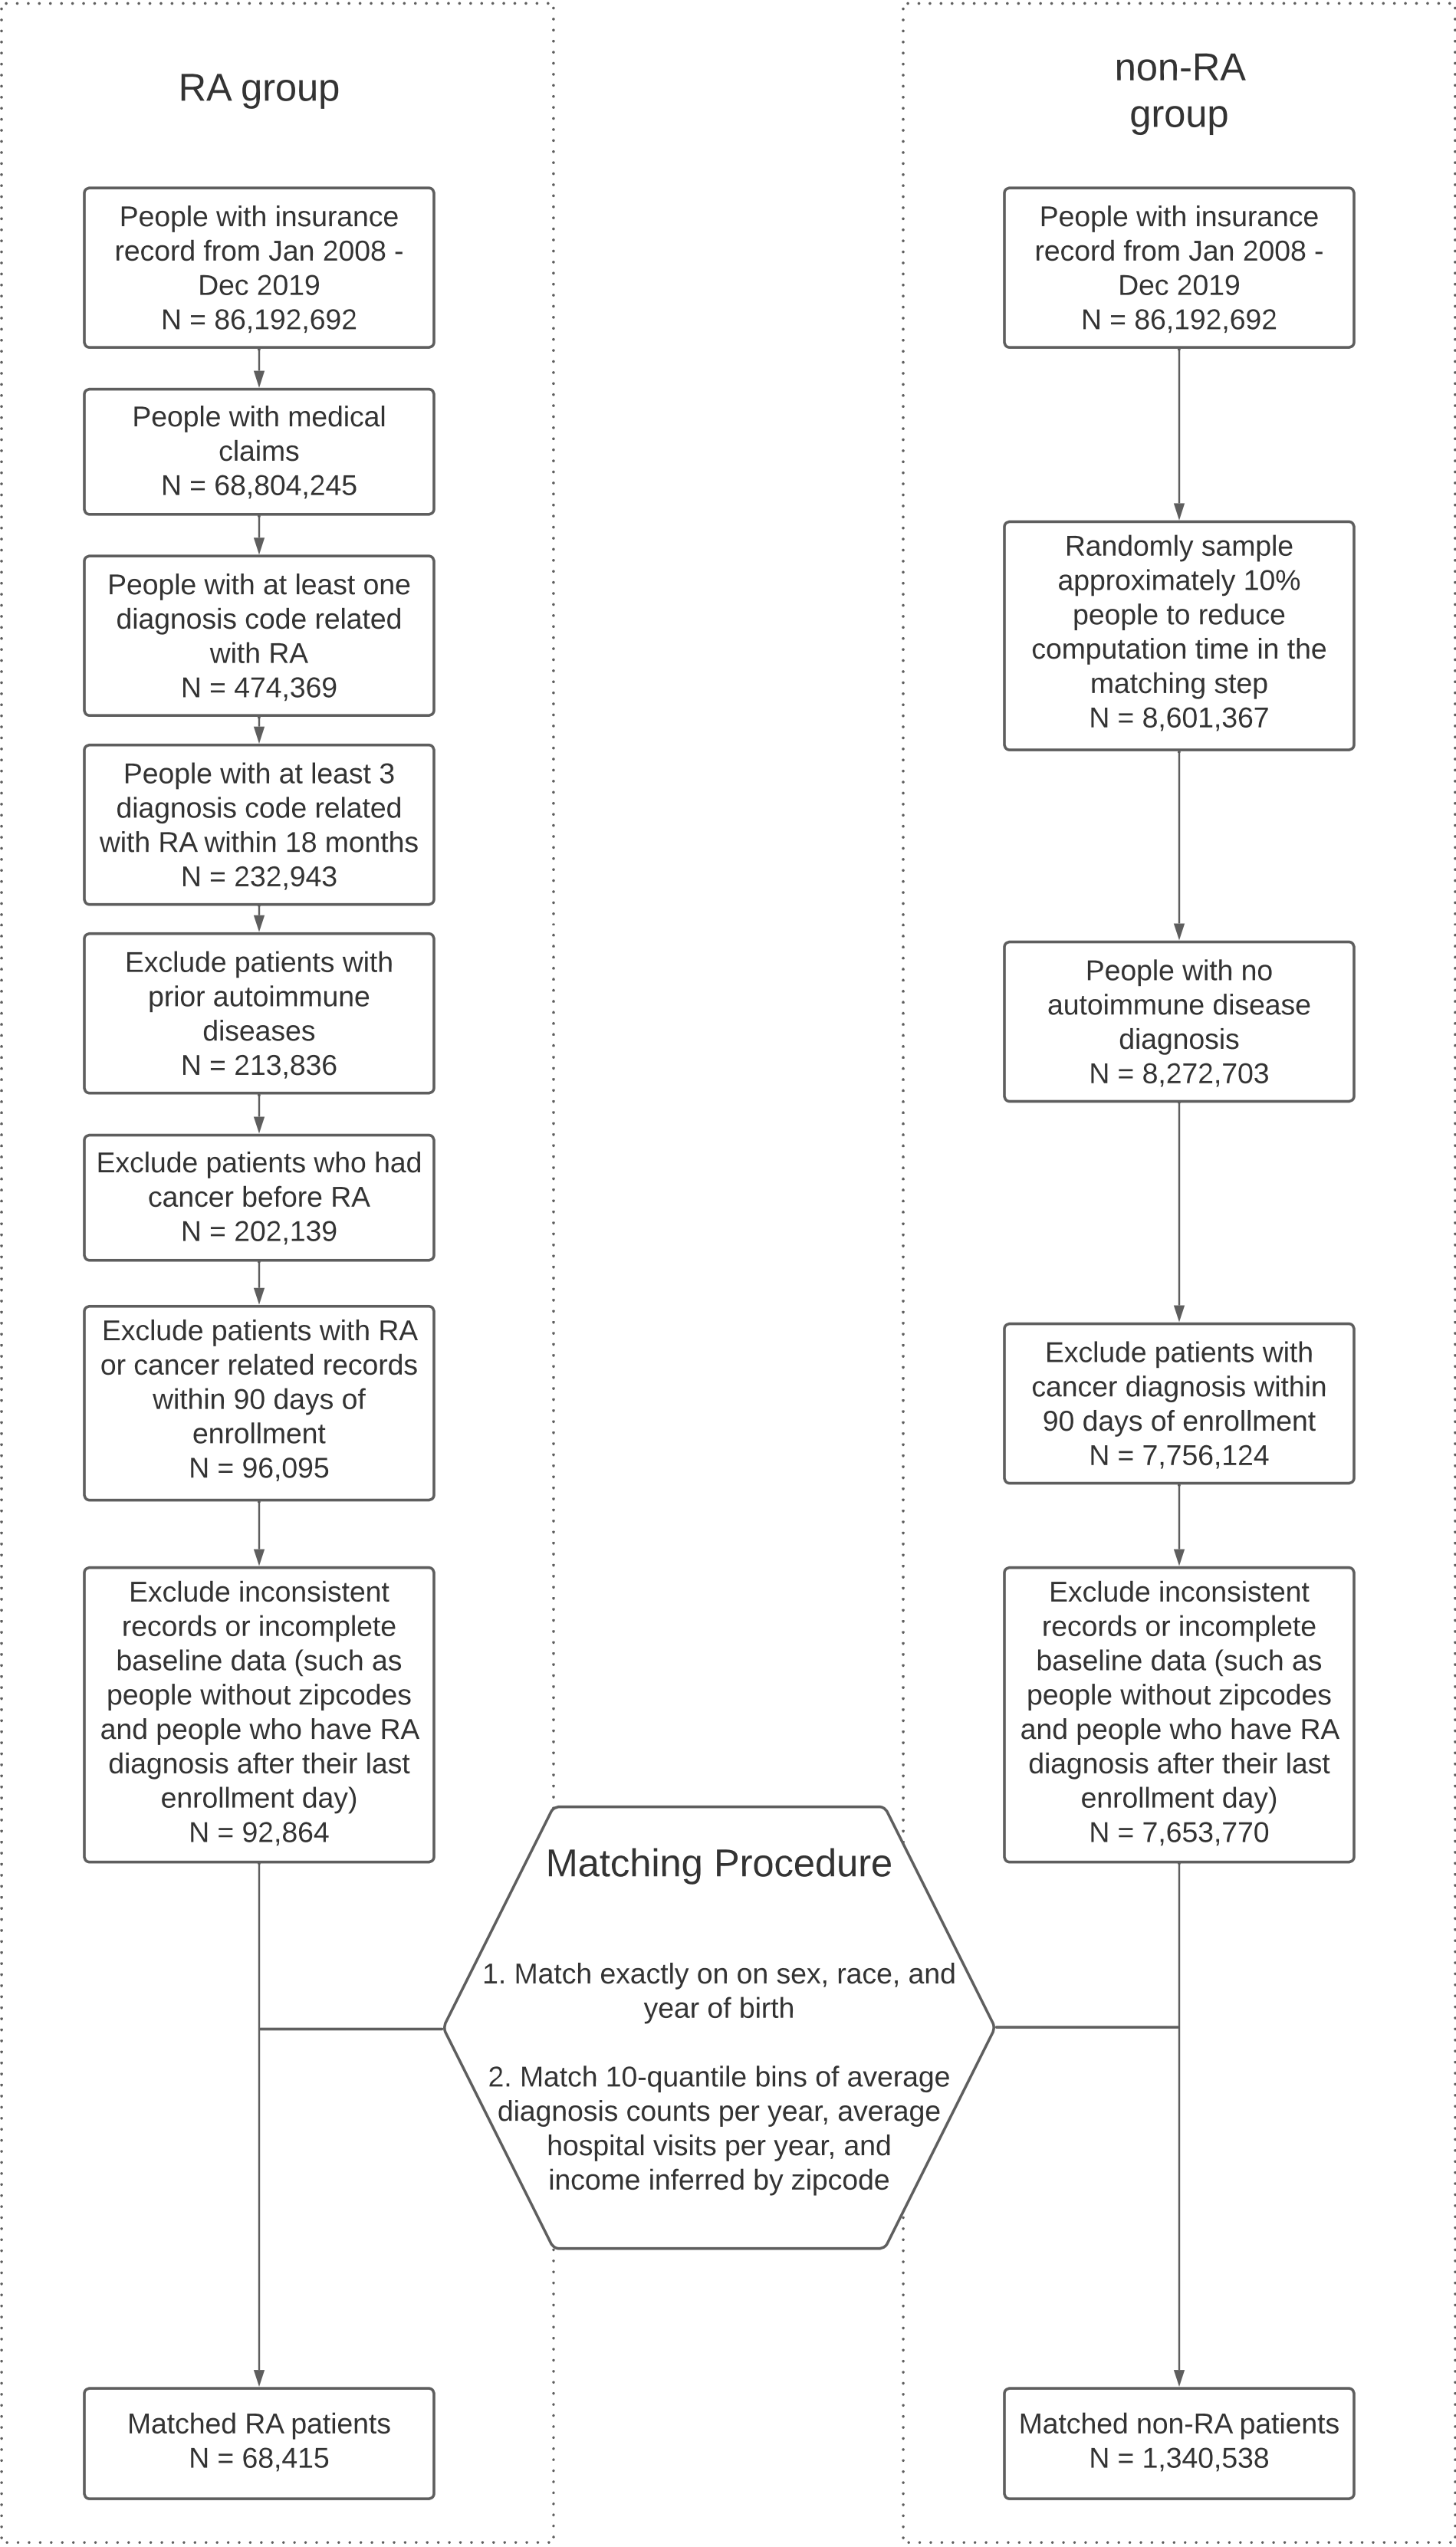 RA group
People with insurance
record from Jan 2008 -
Dec 2019
N = 86,192,692
People with medical
claims
N = 68,804,245
People with at least one
diagnosis code related
with RA
N = 474,369
People with at least 3
diagnosis code related
with RA within 18 months
N = 232,943
Exclude patients with
prior autoimmune
diseases
N = 213,836
Exclude patients who had
cancer before RA
N = 202,139
Exclude patients with RA
or cancer related records
within 90 days of
enrollment
N = 96,095
Exclude inconsistent
records or incomplete
baseline data (such as
people without zipcodes
and people who have RA
diagnosis after their last
enrollment day)
N = 92,864
Matching Procedure
1. Match exactly on on sex, race, and
year of birth
2. Match 10-quantile bins of average
diagnosis counts per year, average
hospital visits per year, and
income inferred by zipcode
Matched RA patients
N = 68,415
non-RA
group
People with insurance
record from Jan 2008 -
Dec 2019
N = 86,192,692
Randomly sample
approximately 10%
people to reduce
computation time in the
matching step
N = 8,601,367
People with no
autoimmune disease
diagnosis
N = 8,272,703
Exclude patients with
cancer diagnosis within
90 days of enrollment
N = 7,756,124
Exclude inconsistent
records or incomplete
baseline data (such as
people without zipcodes
and people who have RA
diagnosis after their last
enrollment day)
N = 7,653,770
Matched non-RA patients
N = 1,340,538